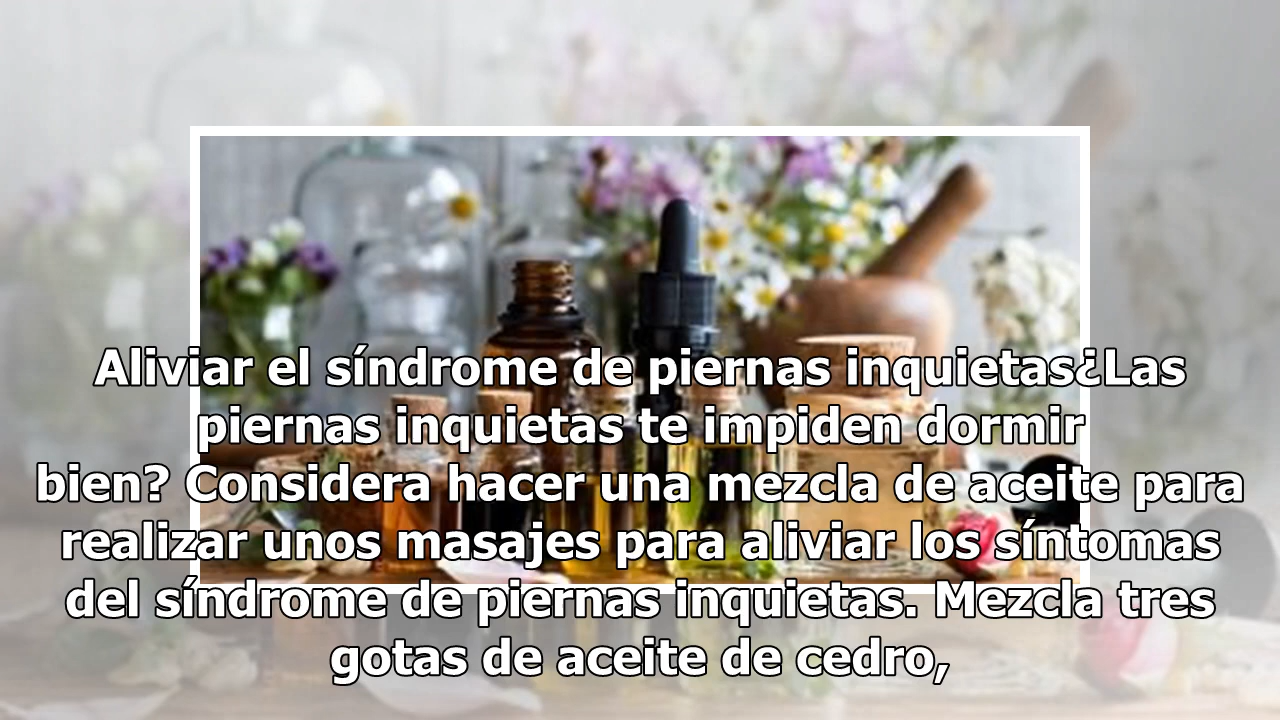 Aliviar el síndrome de piernas inquietas¿Las
piernas inquietas te impiden dormir
bien? Considera hacer una mezcla de aceite para
realizar unos masajes para aliviar los síntomas
del síndrome de piernas inquietas. Mezcla tres
gotas de aceite de cedro,